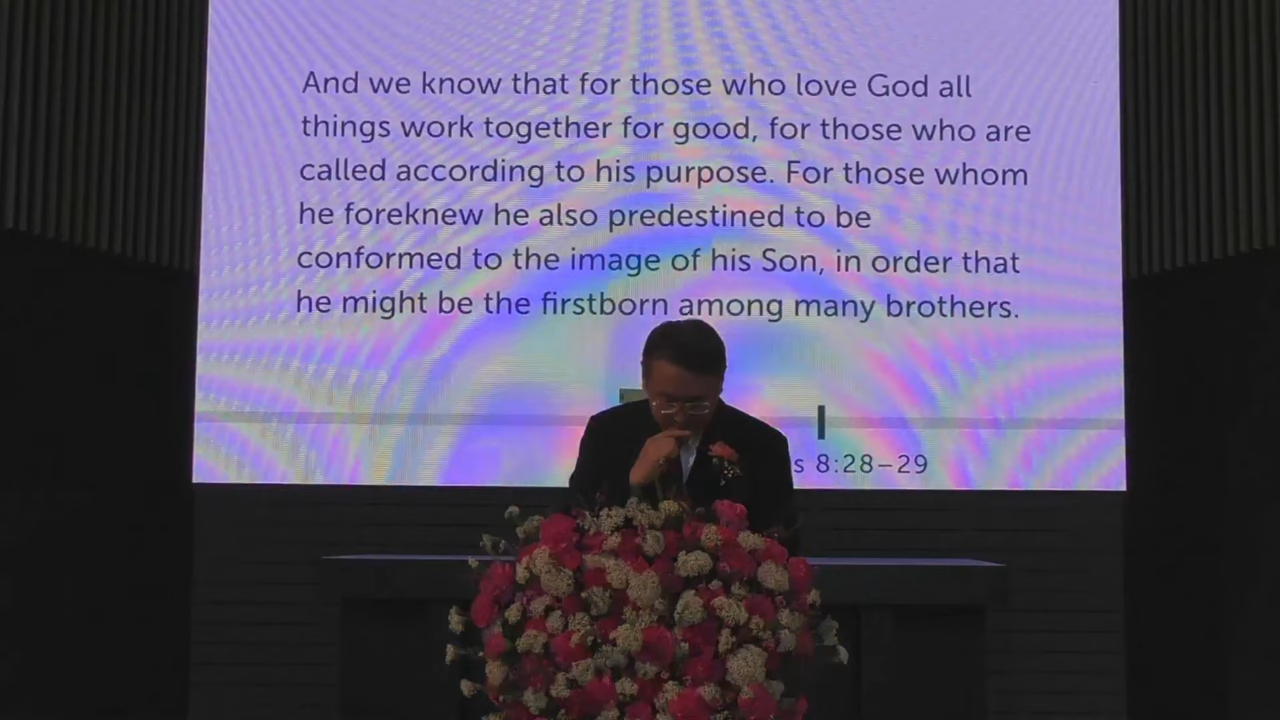 And we know that for those who love God all
things work together for good, for those who are
called according to his purpose. For those whom
he foreknew he also predestined to be
conformed to the image of his Son, in order that
he might be the firstborn among many brothers.
s 8:28–29